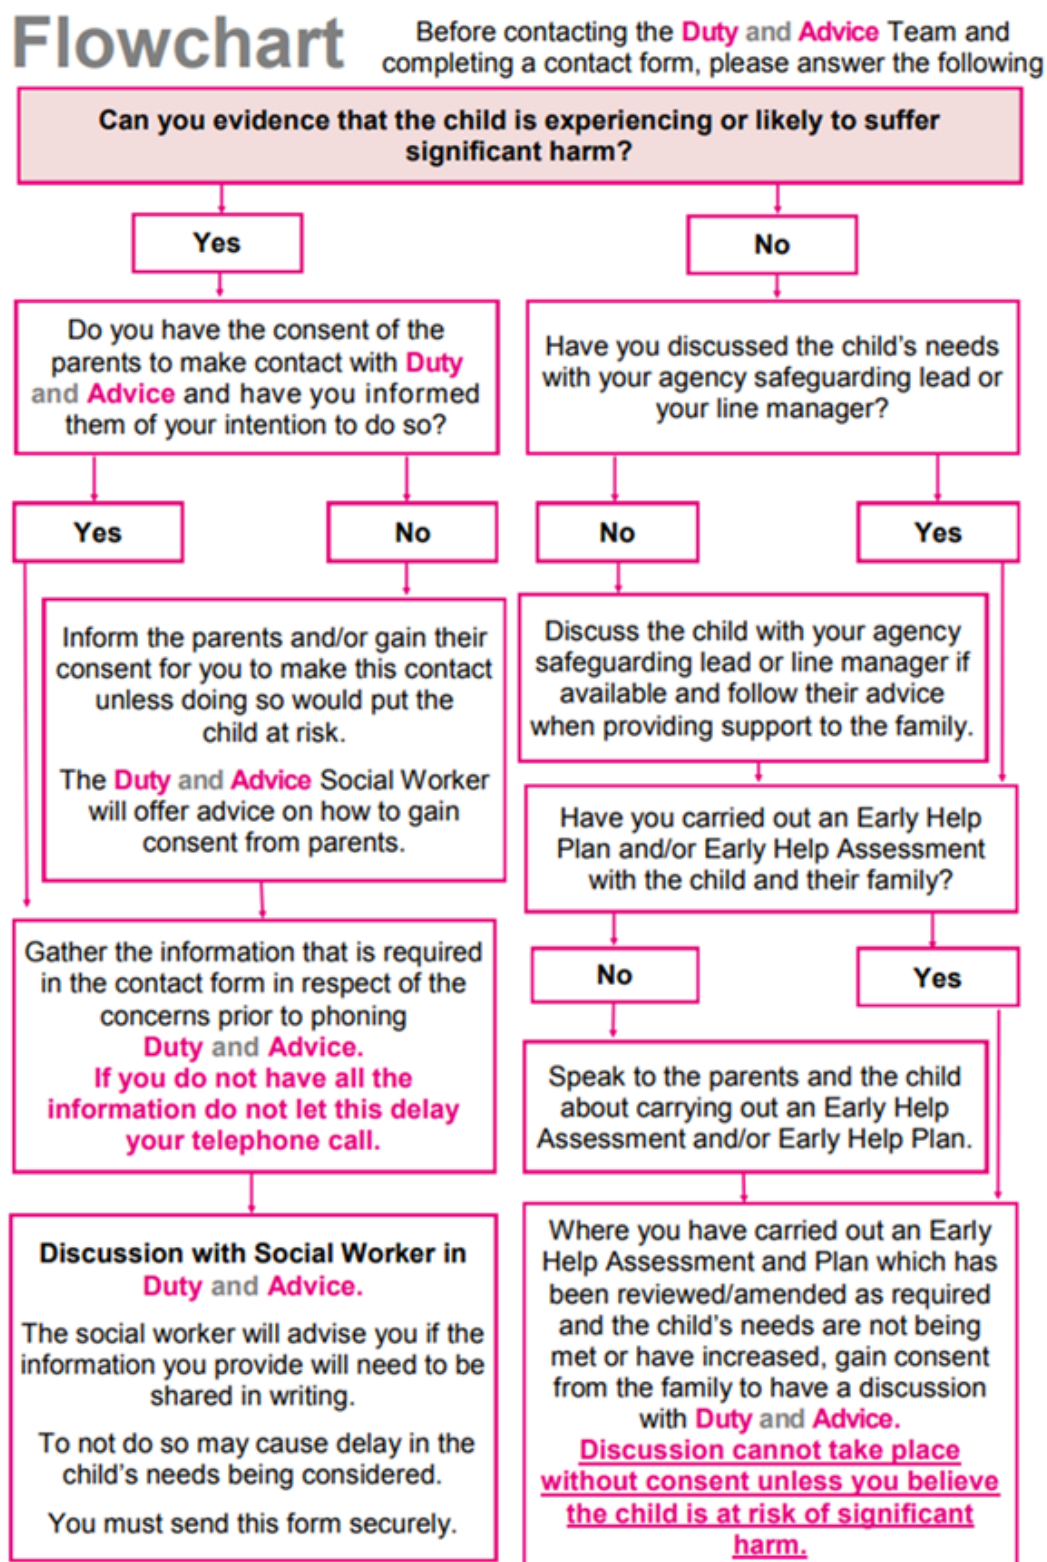 Flowchart
Before contacting the Duty and Advice Team and
completing a contact form, please answer the following
Can you evidence that the child is experiencing or likely to suffer
significant harm?
Yes
No
Do you have the consent of the
parents to make contact with Duty
and Advice and have you informed
them of your intention to do so?
Have you discussed the child's needs
with your agency safeguarding lead or
your line manager?
Yes
No
No
Yes
Inform the parents and/or gain their
consent for you to make this contact
unless doing so would put the
child at risk.
The Duty and Advice Social Worker
will offer advice on how to gain
consent from parents.
Discuss the child with your agency
safeguarding lead or line manager if
available and follow their advice
when providing support to the family.
Have you carried out an Early Help
Plan and/or Early Help Assessment
with the child and their family?
Gather the information that is required
in the contact form in respect of the
concerns prior to phoning
Duty and Advice.
If you do not have all the
information do not let this delay
your telephone call.
No
Yes
Speak to the parents and the child
about carrying out an Early Help
Assessment and/or Early Help Plan.
Discussion with Social Worker in
Duty and Advice.
The social worker will advise you if the
information you provide will need to be
shared in writing.
To not do so may cause delay in the
child's needs being considered.
You must send this form securely.
Where you have carried out an Early
Help Assessment and Plan which has
been reviewed/amended as required
and the child's needs are not being
met or have increased, gain consent
from the family to have a discussion
with Duty and Advice.
Discussion cannot take place
without consent unless you believe
the child is at risk of significant
harm.